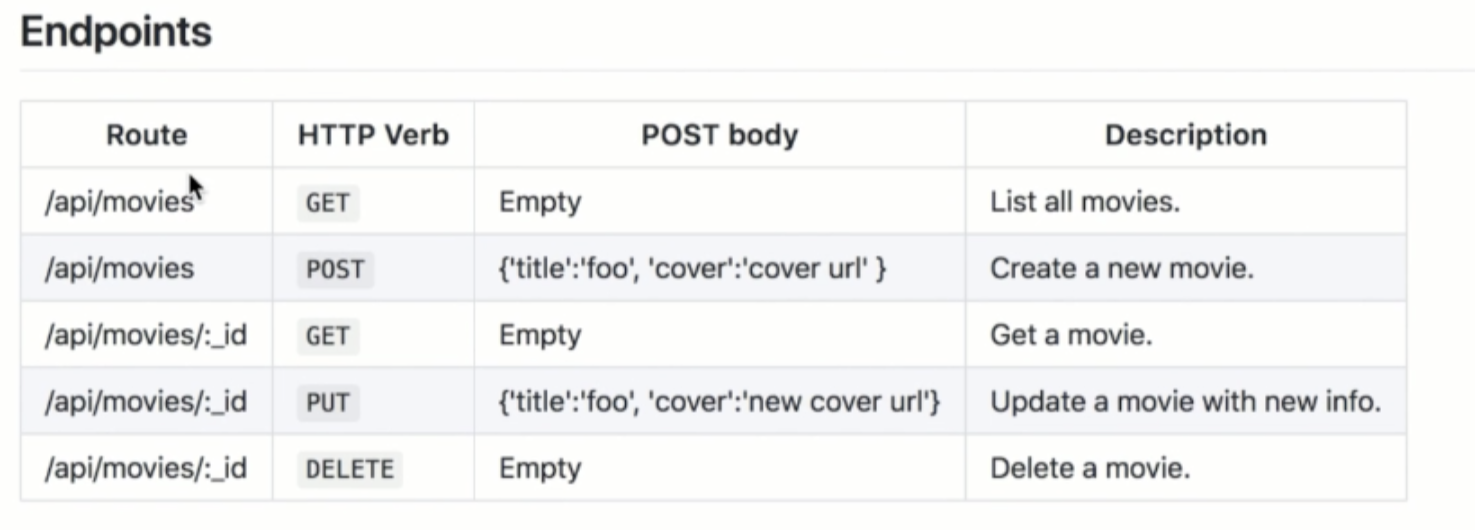 Endpoints
Route HTTP Verb POST body Description
/api/movies GET Empty List all movies.
/api/movies POST {'title':'foo', 'cover':'cover url' } Create a new movie.
/api/movies/:_id GET Empty Get a movie.
/api/movies/:_id PUT {'title':'foo', 'cover':'new cover url'} Update a movie with new info.
/api/movies/:_id DELETE Empty Delete a movie.